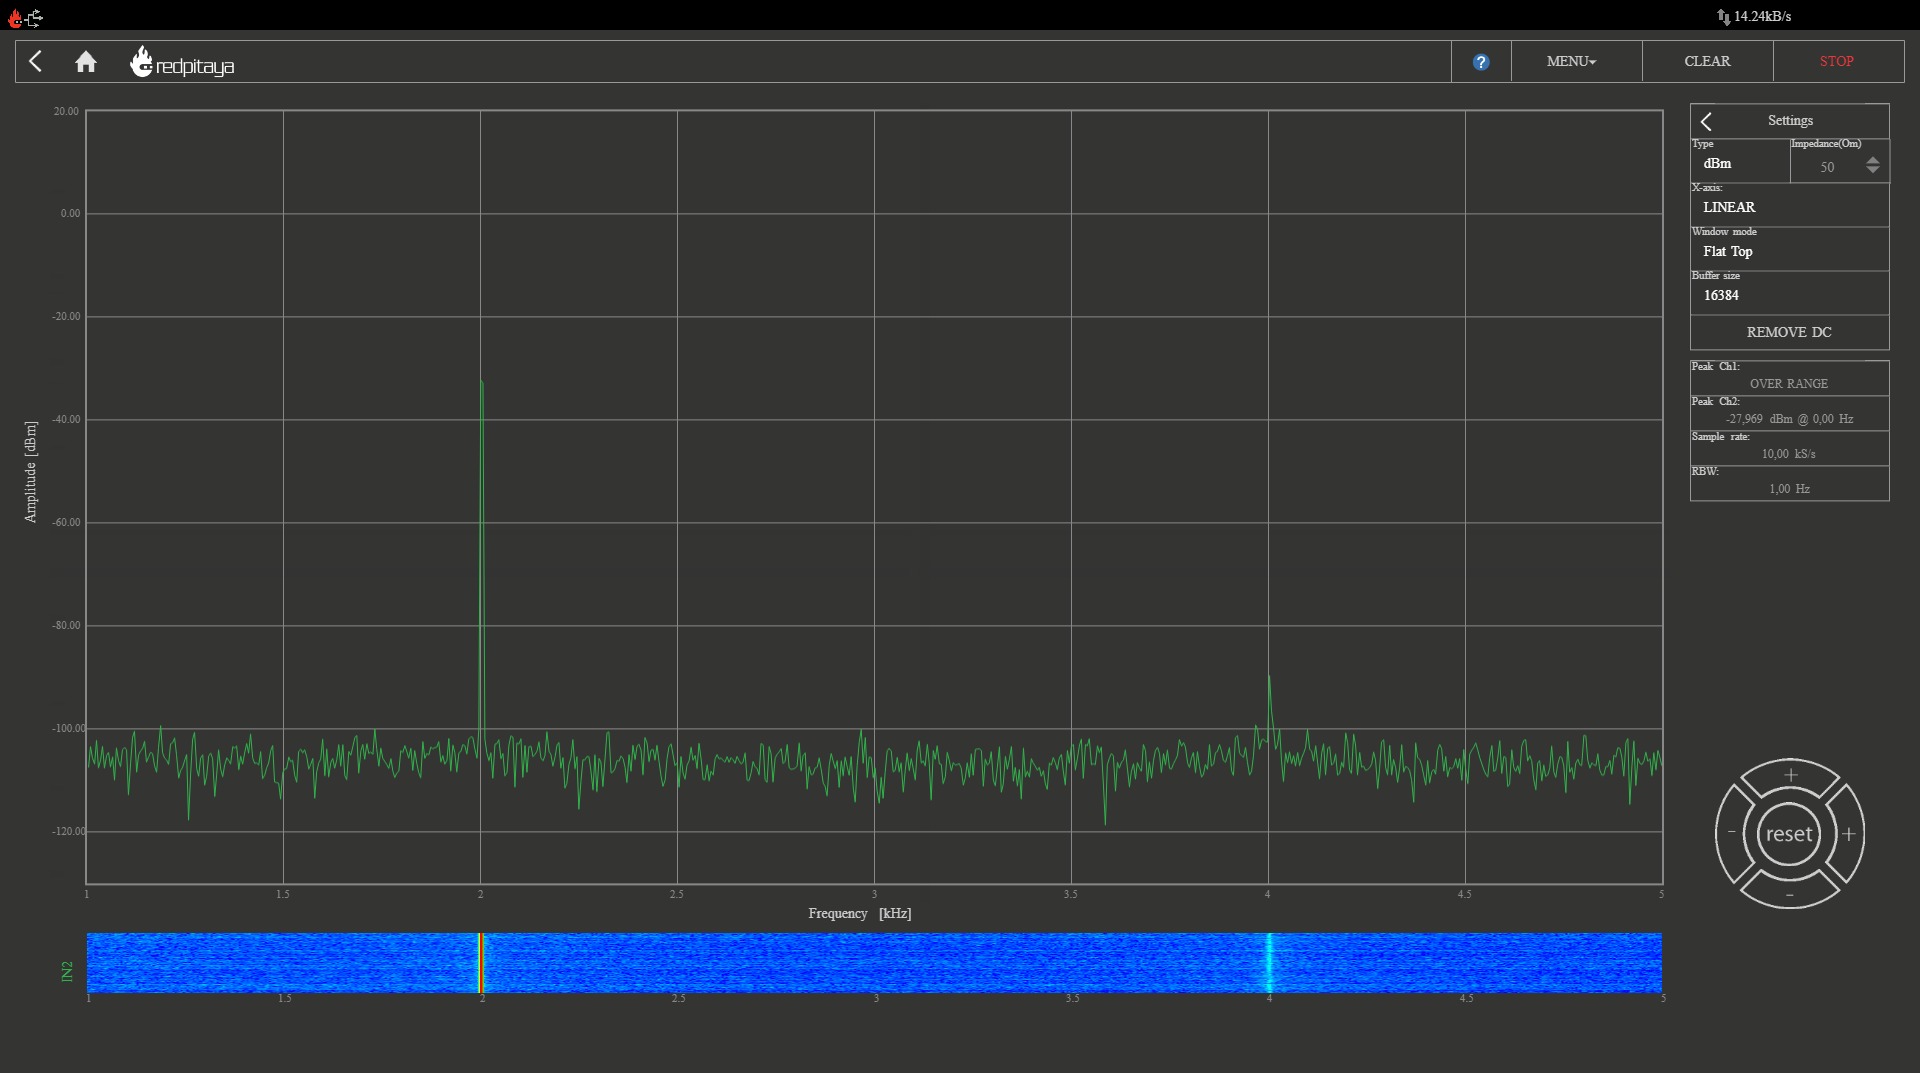 14.24kB/s
redpitaya
?
MENU
CLEAR
STOP
20.00
0.00
-20.00
-40.00
-60.00
-80.00
-100.00
-120.00
Amplitude [dBm]
1 1.5 2 2.5 3 3.5 4 4.5 5
Frequency [kHz]
IN2
1 1.5 2 2.5 3 3.5 4 4.5 5
Settings
Type
dBm
Impedance(Om)
50
X-axis:
LINEAR
Window mode
Flat Top
Buffer size
16384
REMOVE DC
Peak Ch1:
OVER RANGE
Peak Ch2:
-27,969 dBm @ 0,00 Hz
Sample rate:
10,00 kS/s
RBW:
1,00 Hz
+
- reset +
-